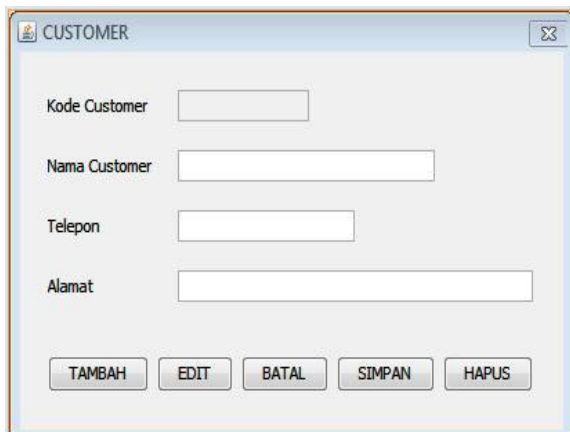 CUSTOMER
Kode Customer
Nama Customer
Telepon
Alamat
TAMBAH EDIT BATAL SIMPAN HAPUS